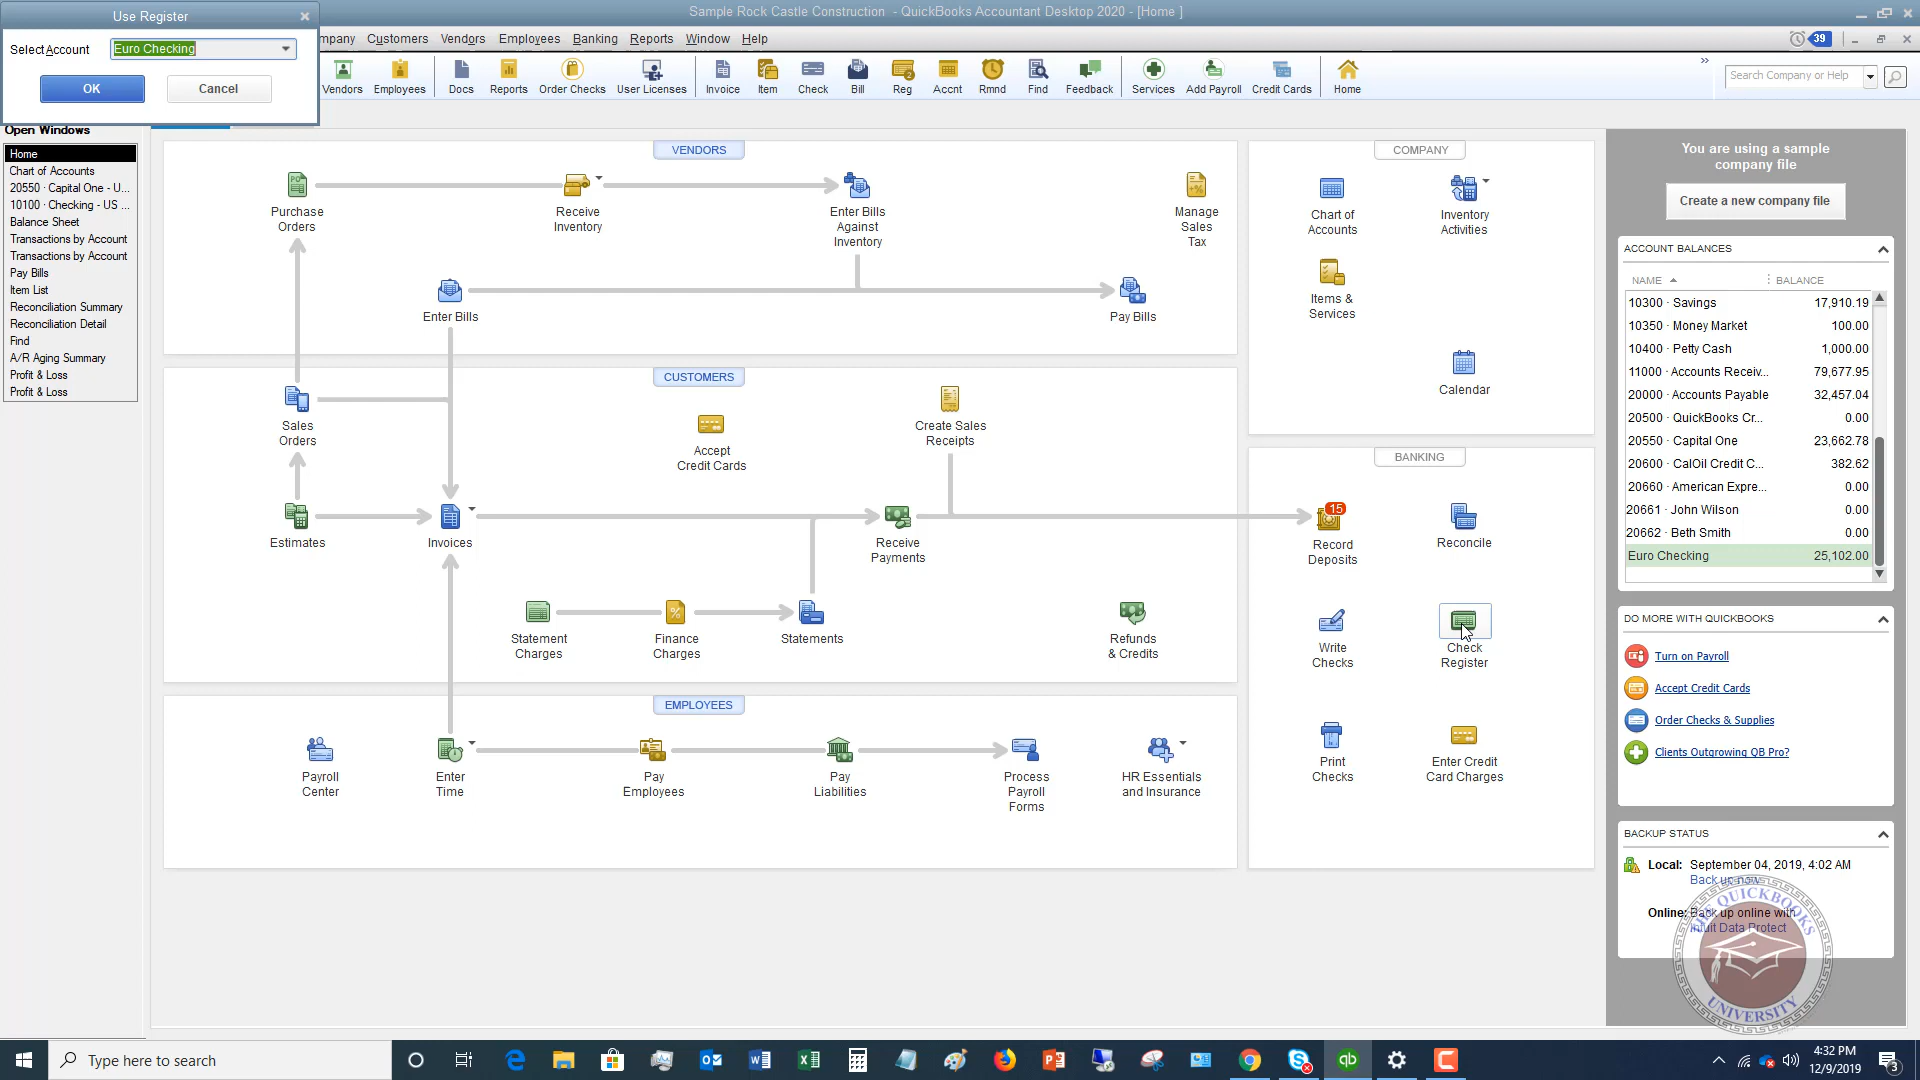 Use Register
Sample Rock Castle Construction - QuickBooks Accountant Desktop 2020 - [Home ]
Select Account
Euro Checking
OK
Cancel
mpany
Customers
Vendors
Employees
Banking
Reports
Window
Help
39
Vendors
Employees
Docs
Reports
Order Checks
User Licenses
Invoice
Item
Check
Bill
Reg
Accnt
Rmnd
Find
Feedback
Services
Add Payroll
Credit Cards
Home
Search Company or Help
Open Windows
Home
Chart of Accounts
20550 · Capital One - U...
10100 · Checking - US ...
Balance Sheet
Transactions by Account
Transactions by Account
Pay Bills
Item List
Reconciliation Summary
Reconciliation Detail
Find
A/R Aging Summary
Profit & Loss
Profit & Loss
VENDORS
Purchase
Orders
Receive
Inventory
Enter Bills
Against
Inventory
Manage
Sales
Tax
Enter Bills
Pay Bills
CUSTOMERS
Sales
Orders
Accept
Credit Cards
Create Sales
Receipts
Estimates
Invoices
Receive
Payments
Statement
Charges
Finance
Charges
Statements
Refunds
& Credits
EMPLOYEES
Payroll
Center
Enter
Time
Pay
Employees
Pay
Liabilities
Process
Payroll
Forms
HR Essentials
and Insurance
COMPANY
Chart of
Accounts
Inventory
Activities
Items &
Services
Calendar
BANKING
15
Record
Deposits
Reconcile
Write
Checks
Check
Register
Print
Checks
Enter Credit
Card Charges
You are using a sample
company file
Create a new company file
ACCOUNT BALANCES
NAME
BALANCE
10300 · Savings 17,910.19
10350 · Money Market 100.00
10400 · Petty Cash 1,000.00
11000 · Accounts Receiv... 79,677.95
20000 · Accounts Payable 32,457.04
20500 · QuickBooks Cr... 0.00
20550 · Capital One 23,662.78
20600 · CalOil Credit C... 382.62
20660 · American Expre... 0.00
20661 · John Wilson 0.00
20662 · Beth Smith 0.00
Euro Checking 25,102.00
DO MORE WITH QUICKBOOKS
Turn on Payroll
Accept Credit Cards
Order Checks & Supplies
Clients Outgrowing QB Pro?
BACKUP STATUS
Local: September 04, 2019, 4:02 AM
Back up now
Online: Back up online with
Intuit Data Protect
THE QUICKBOOKS
UNIVERSITY
Type here to search
4:32 PM
12/9/2019
3